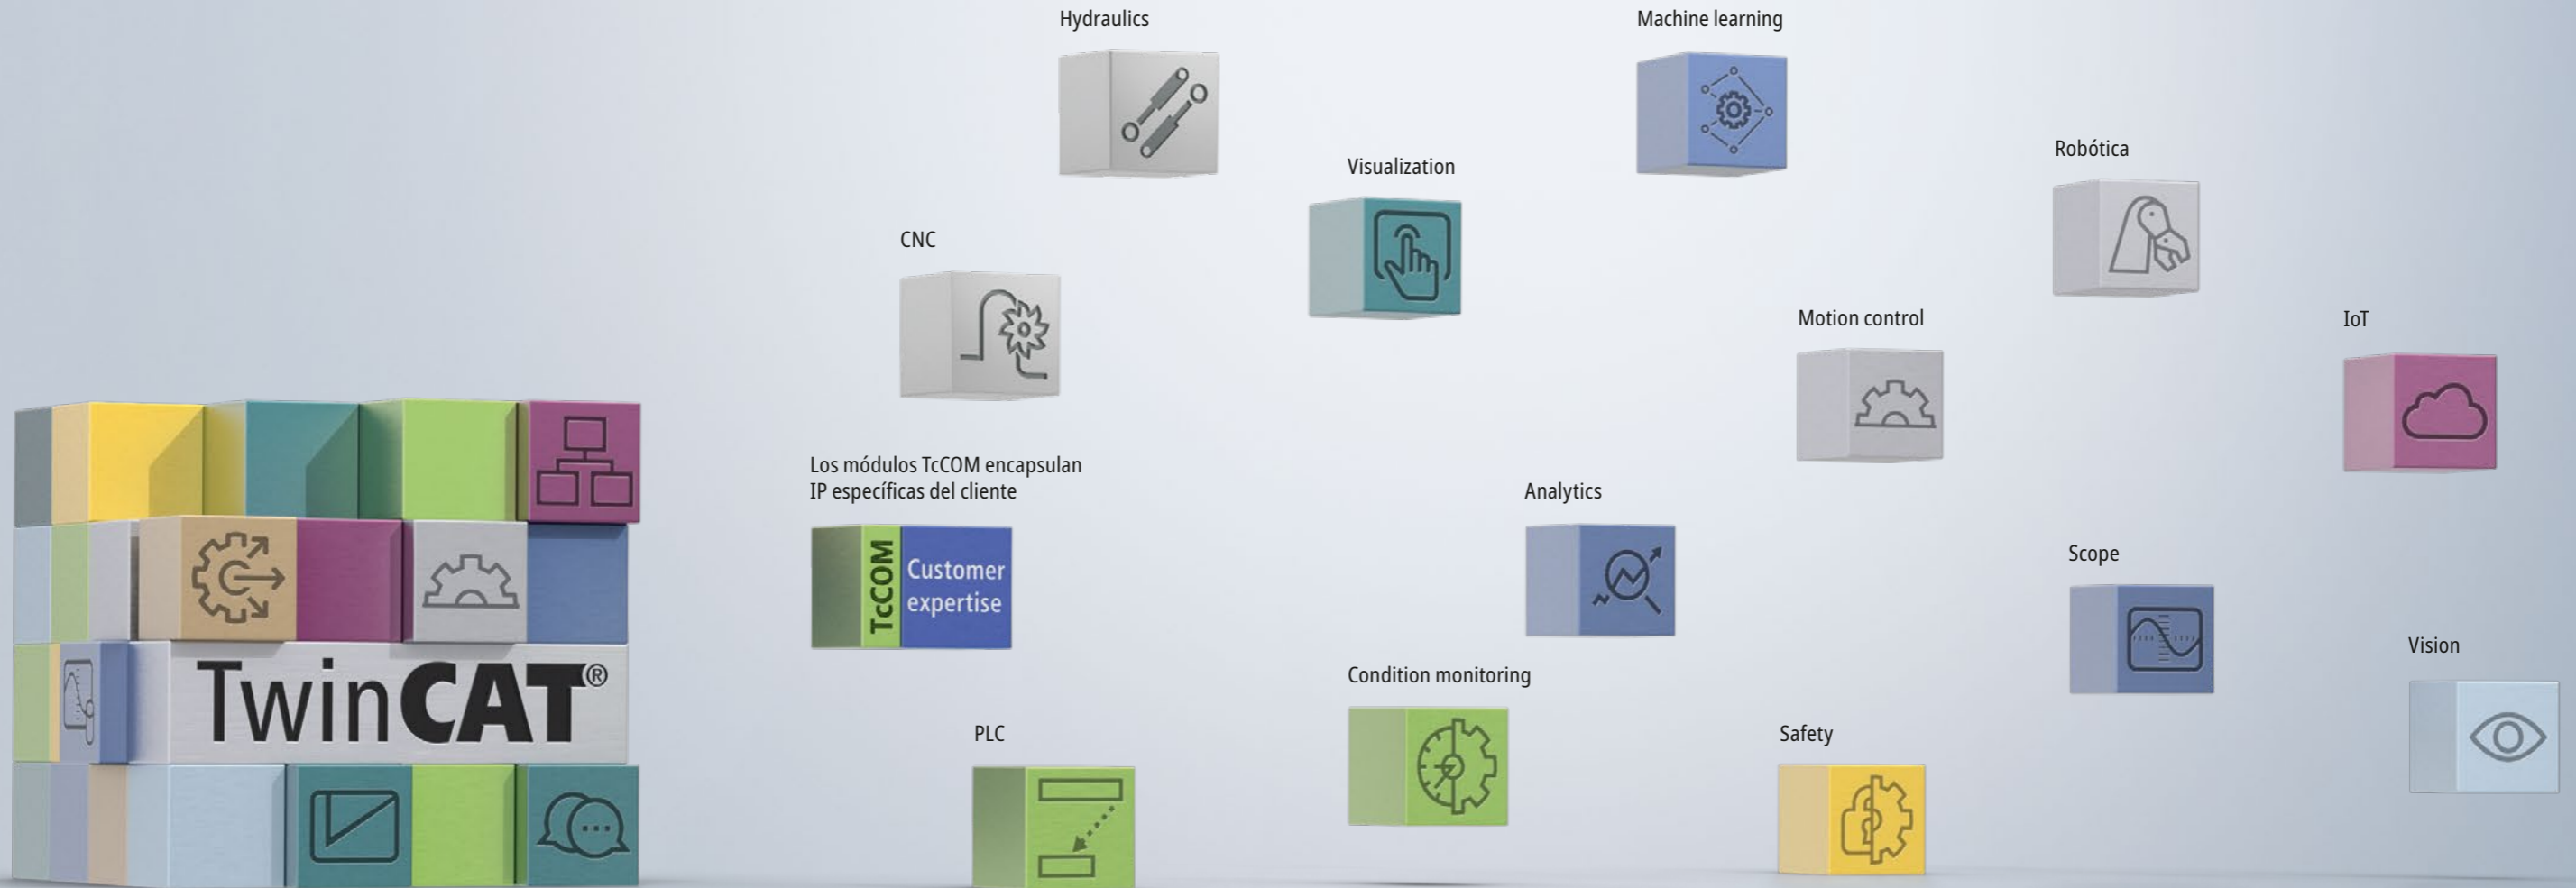 Hydraulics
Machine learning
Robótica
Visualization
CNC
Motion control
IoT
Los módulos TcCOM encapsulan
IP específicas del cliente
Analytics
TcCOM
Customer
expertise
Scope
Vision
TwinCAT®
Condition monitoring
PLC
Safety